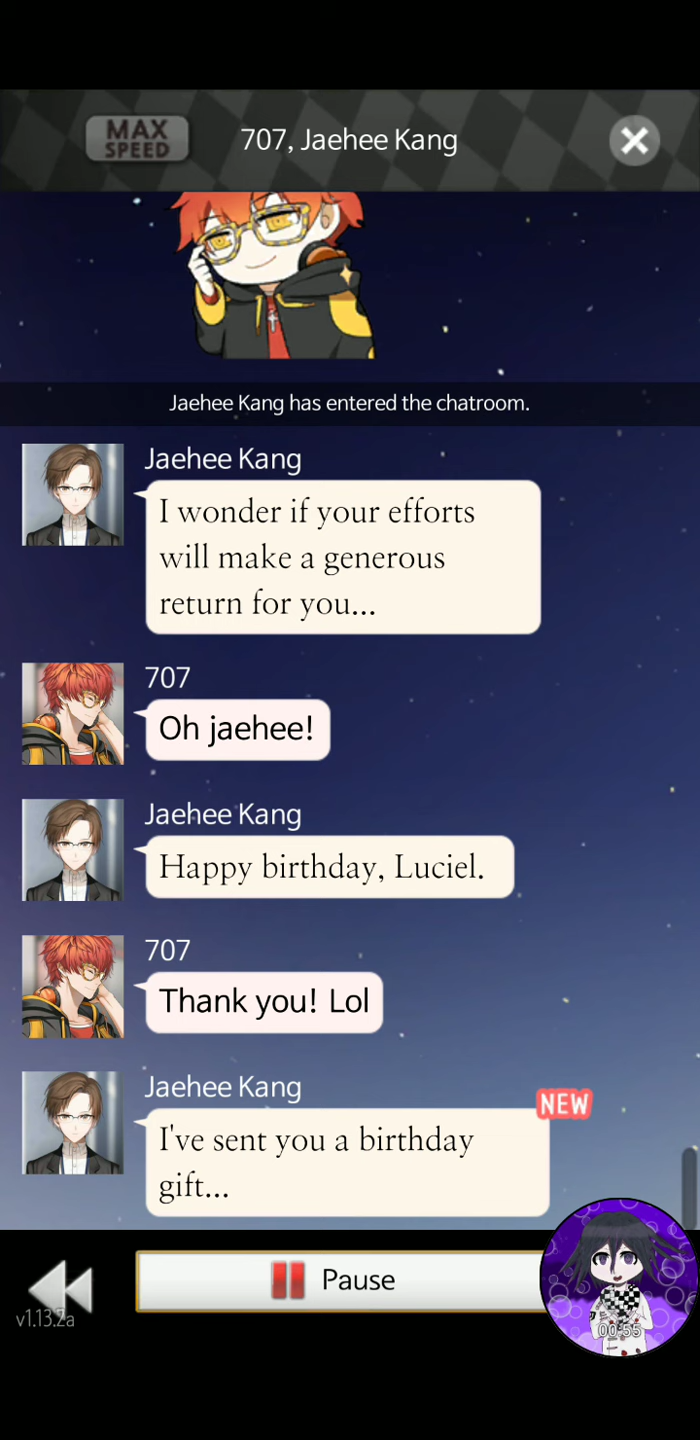 MAX
SPEED
707, Jaehee Kang
Jaehee Kang has entered the chatroom.
Jaehee Kang
I wonder if your efforts
will make a generous
return for you...
707
Oh jaehee!
Jaehee Kang
Happy birthday, Luciel.
707
Thank you! Lol
Jaehee Kang
NEW
I've sent you a birthday
gift...
Pause
v1.13.2a
00:55